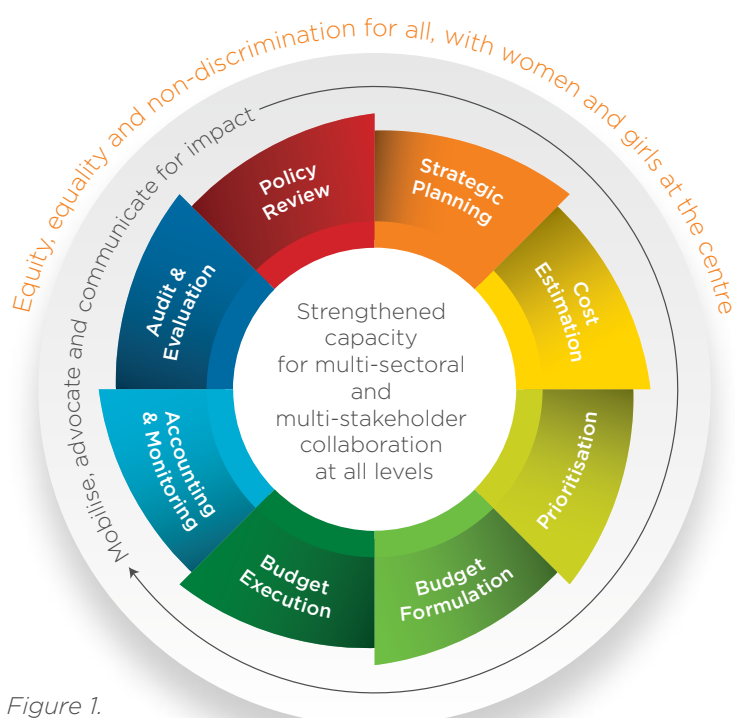 Equity, equality and non-discrimination for all, with women and girls at the centre
Mobilise, advocate and communicate for impact
Policy
Review
Strategic
Planning
Cost
Estimation
Prioritisation
Budget
Formulation
Budget
Execution
Accounting
& Monitoring
Audit &
Evaluation
Strengthened
capacity
for multi-sectoral
and
multi-stakeholder
collaboration
at all levels
Figure 1.